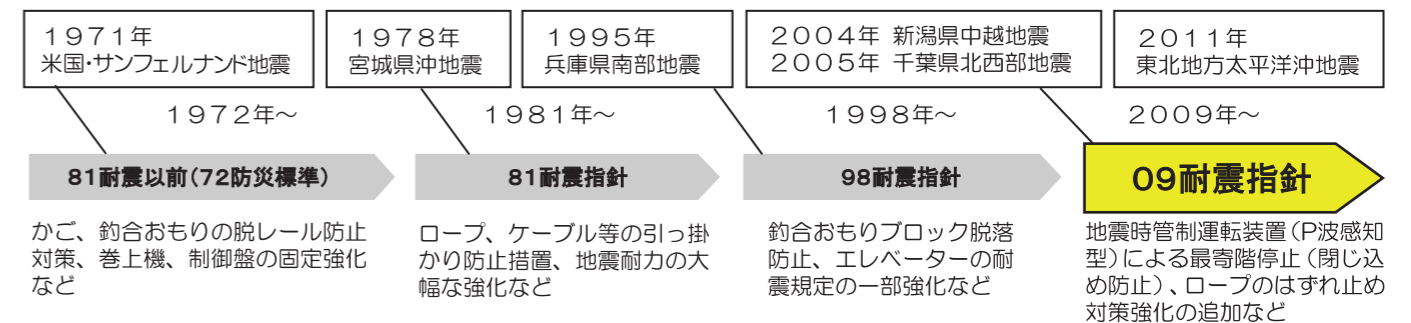 1971年
米国・サンフェルナンド地震
1978年
宮城県沖地震
1995年
兵庫県南部地震
2004年 新潟県中越地震
2005年 千葉県北西部地震
2011年
東北地方太平洋沖地震
1972年～
1981年～
1998年～
2009年～
81耐震以前（72防災標準）
81耐震指針
98耐震指針
09耐震指針
かご、釣合おもりの脱レール防止
対策、巻上機、制御盤の固定強化
など
ロープ、ケーブル等の引っ掛
かり防止措置、地震耐力の大
幅な強化など
釣合おもりブロック脱落
防止、エレベーターの耐
震規定の一部強化など
地震時管制運転装置（P波感知
型）による最寄階停止（閉じ込
め防止）、ロープのはずれ止め
対策強化の追加など